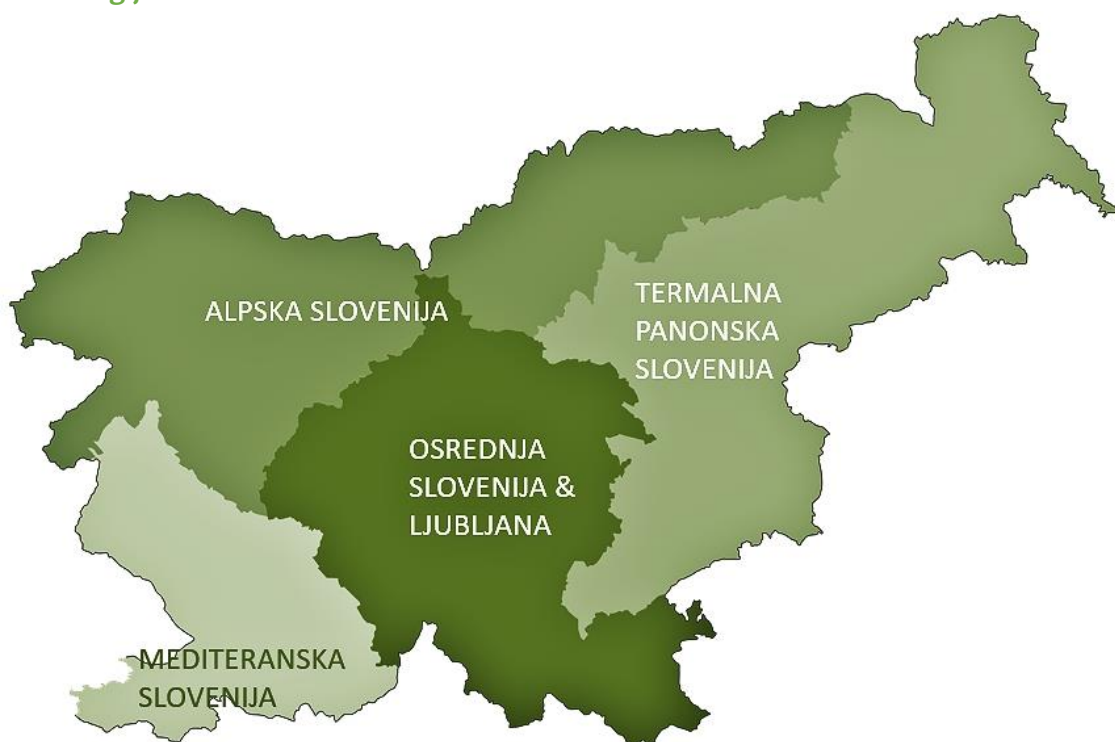 ALPSKA SLOVENIJA
TERMALNA
PANONSKA
SLOVENIJA
OSREDNJA
SLOVENIJA &
LJUBLJANA
MEDITERANSKA
SLOVENIJA